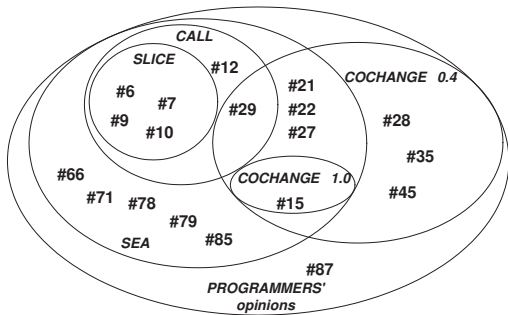 CALL
SLICE
#12
#6
#7
#9
#10
#29
#21
#22
#27
COCHANGE 0.4
#28
#35
#45
COCHANGE 1.0
#15
#66
#71
#78
#79
#85
SEA
#87
PROGRAMMERS'
opinions